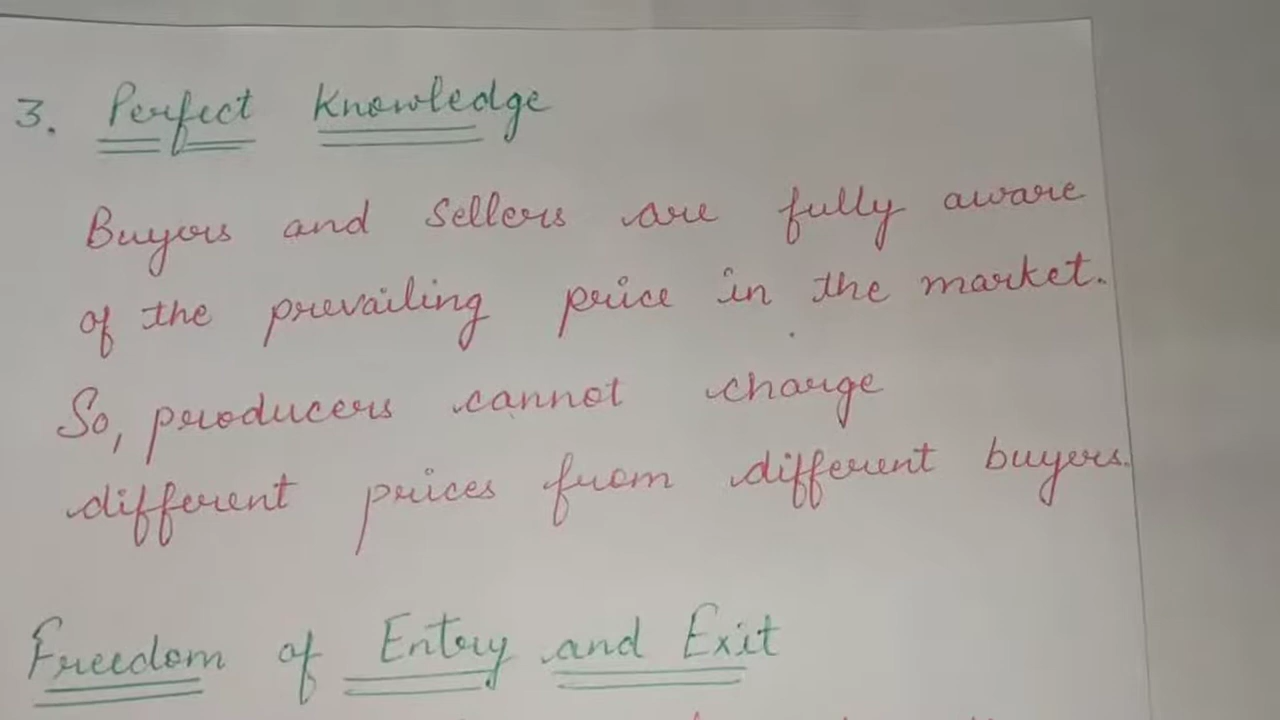 3. Perfect Knowledge
Buyers and sellers are fully aware
of the prevailing price in the market.
So, producers cannot charge
different prices from different buyers.
Freedom of Entry and Exit